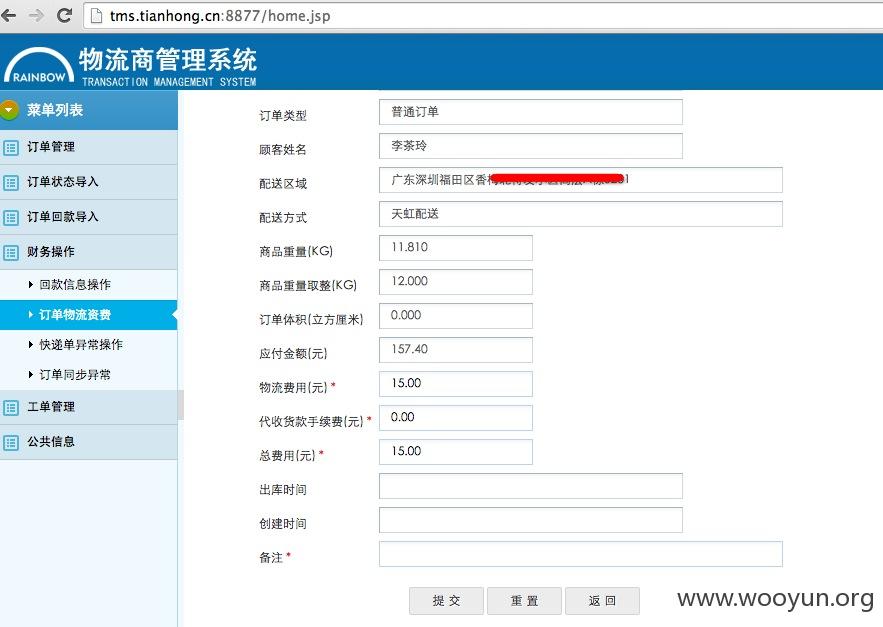 tms.tianhong.cn:8877/home.jsp
RAINBOW
物流商管理系统
TRANSACTION MANAGEMENT SYSTEM
菜单列表
订单管理
订单状态导入
订单回款导入
财务操作
回款信息操作
订单物流资费
快递单异常操作
订单同步异常
工单管理
公共信息
订单类型 普通订单
顾客姓名 李茶玲
配送区域 广东深圳福田区香
配送方式 天虹配送
商品重量(KG) 11.810
商品重量取整(KG) 12.000
订单体积(立方厘米) 0.000
应付金额(元) 157.40
物流费用(元) * 15.00
代收货款手续费(元) * 0.00
总费用(元) * 15.00
出库时间
创建时间
备注 *
提 交 重 置 返 回
www.wooyun.org